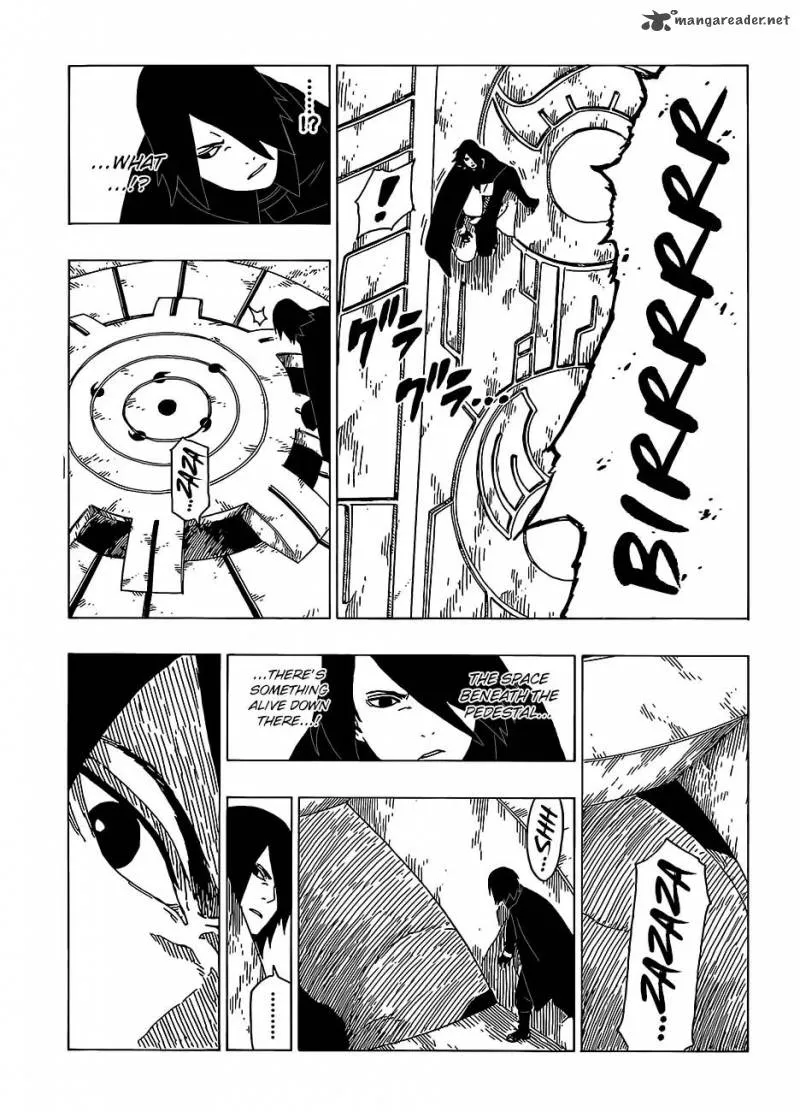 mangareader.net
BIRRRRR
!
グラ
グラ...
.......!?
...WHAT
...!?
...ZAZA
...ZAZAZA
THE SPACE
BENEATH THE
PEDESTAL...
...THERE'S
SOMETHING
ALIVE DOWN
THERE...!
...SHH
........